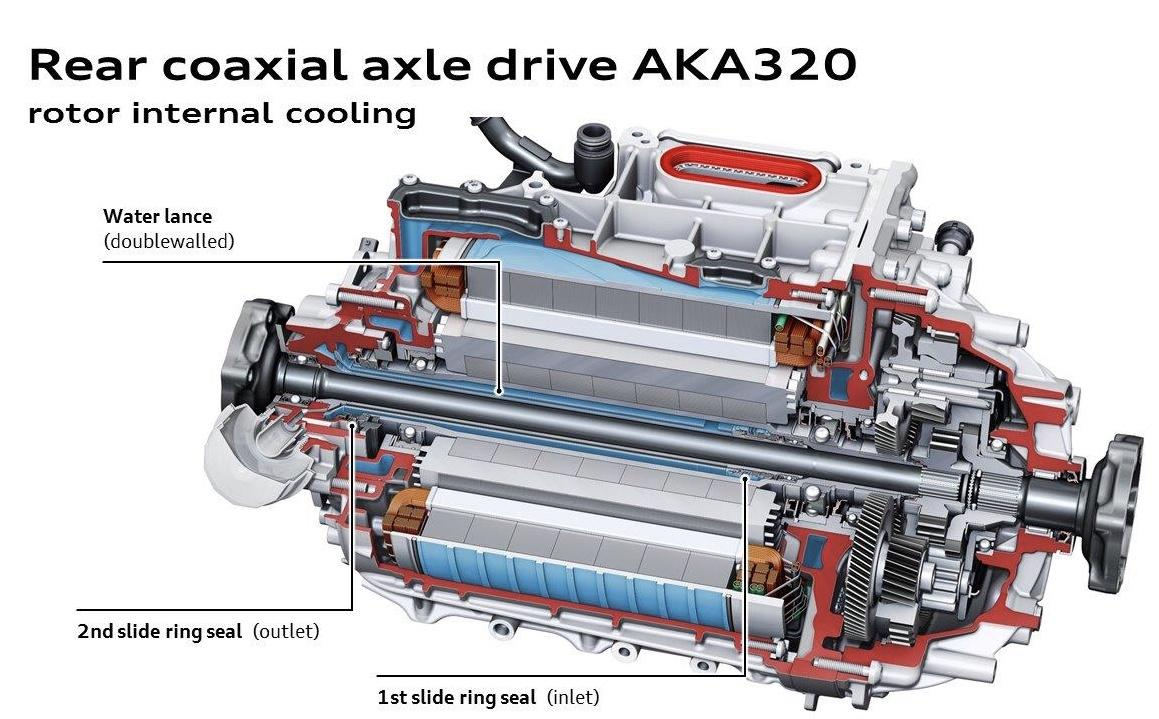 Rear coaxial axle drive AKA320
rotor internal cooling
Water lance
(doublewalled)
2nd slide ring seal (outlet)
1st slide ring seal (inlet)